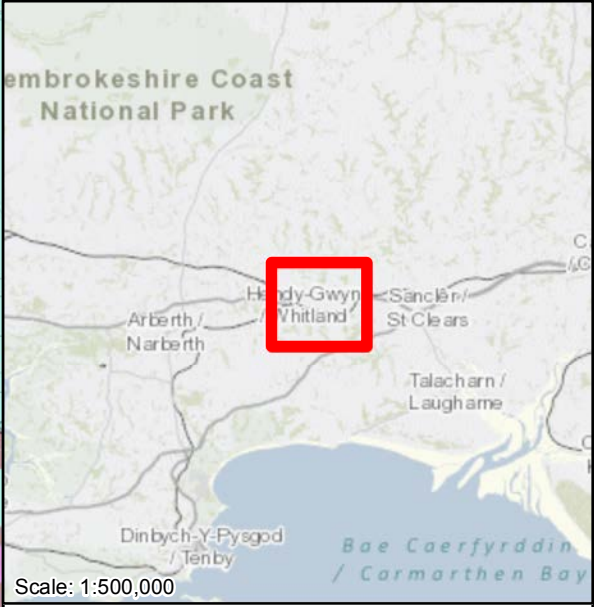 embrokeshire Coast
National Park
Hendy-Gwyn
/ Whitland
Sanclêr /
St Clears
Arberth /
Narberth
Talacharn /
Laugharne
Dinbych-Y-Pysgod
/ Tenby
Bae Caerfyrddin
/ Carmarthen Bay
Scale: 1:500,000